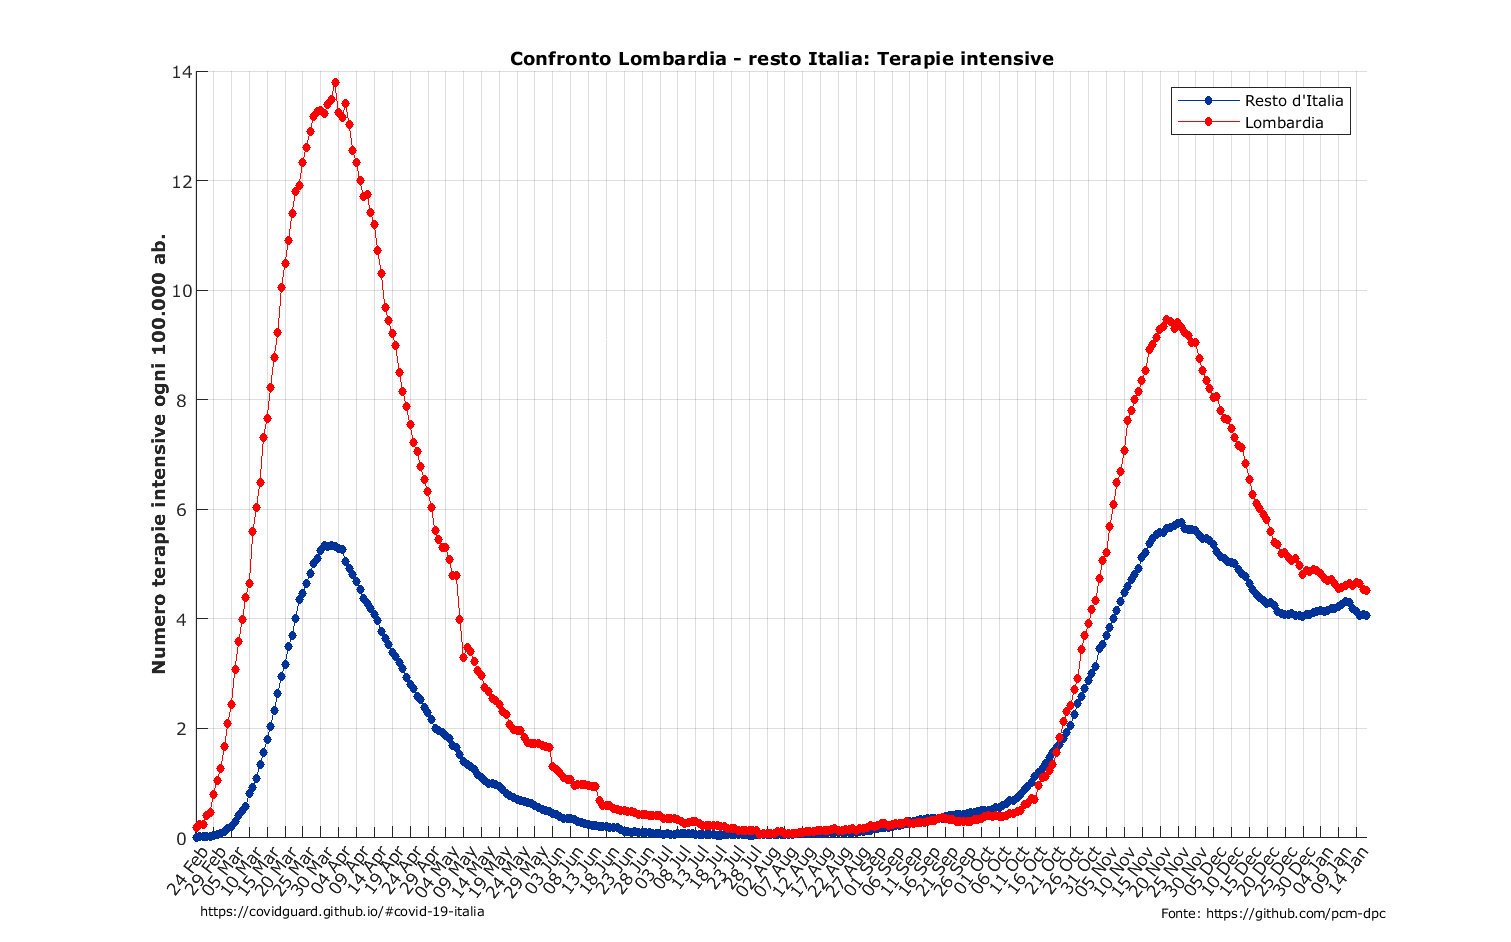 Confronto Lombardia - resto Italia: Terapie intensive
Resto d'Italia
Lombardia
Numero terapie intensive ogni 100.000 ab.
14
12
10
8
6
4
2
0
24 Feb
29 Feb
05 Mar
10 Mar
15 Mar
20 Mar
25 Mar
30 Mar
04 Apr
09 Apr
14 Apr
19 Apr
24 Apr
29 Apr
04 May
09 May
14 May
19 May
24 May
29 May
03 Jun
08 Jun
13 Jun
18 Jun
23 Jun
28 Jun
03 Jul
08 Jul
13 Jul
18 Jul
23 Jul
28 Jul
02 Aug
07 Aug
12 Aug
17 Aug
22 Aug
27 Aug
01 Sep
06 Sep
11 Sep
16 Sep
21 Sep
26 Sep
01 Oct
06 Oct
11 Oct
16 Oct
21 Oct
26 Oct
31 Oct
05 Nov
10 Nov
15 Nov
20 Nov
25 Nov
30 Nov
05 Dec
10 Dec
15 Dec
20 Dec
25 Dec
30 Dec
04 Jan
09 Jan
14 Jan
https://covidguard.github.io/#covid-19-italia
Fonte: https://github.com/pcm-dpc